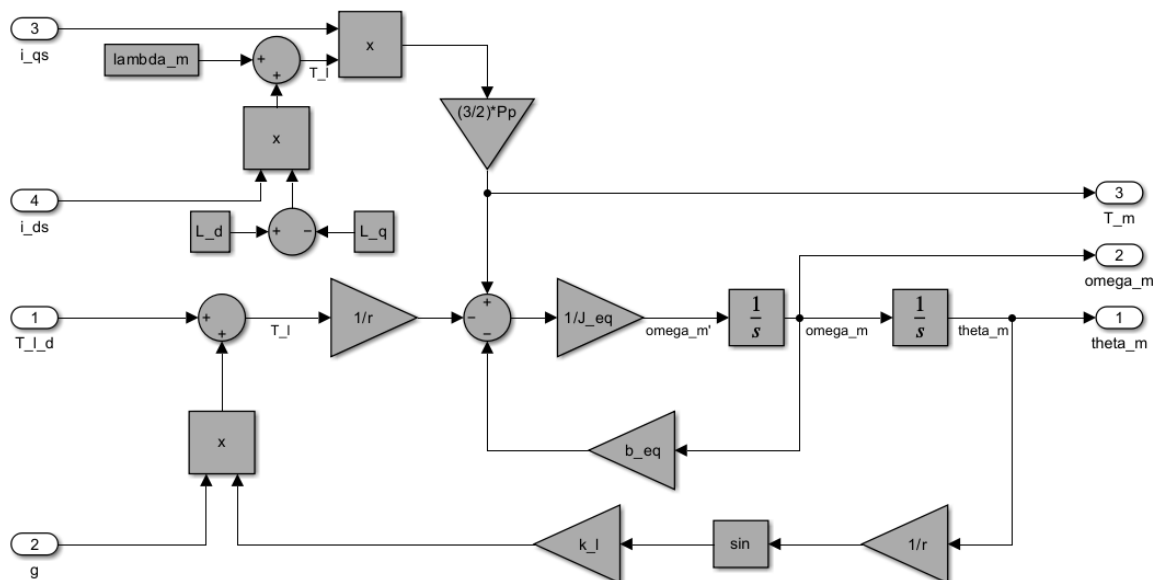 3
i_qs
lambda_m
+
+
T_l
x
(3/2)*Pp
x
4
i_ds
L_d
+
−
L_q
3
T_m
2
omega_m
1
T_l_d
+
+
T_l
1/r
+
−
−
1/J_eq
omega_m'
1
s
omega_m
1
s
theta_m
1
theta_m
x
b_eq
2
g
k_l
sin
1/r